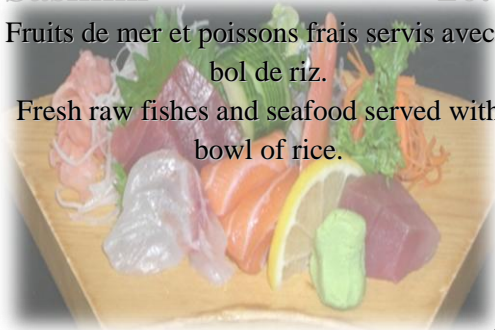 Fruits de mer et poissons frais servis avec
bol de riz.
Fresh raw fishes and seafood served with
bowl of rice.